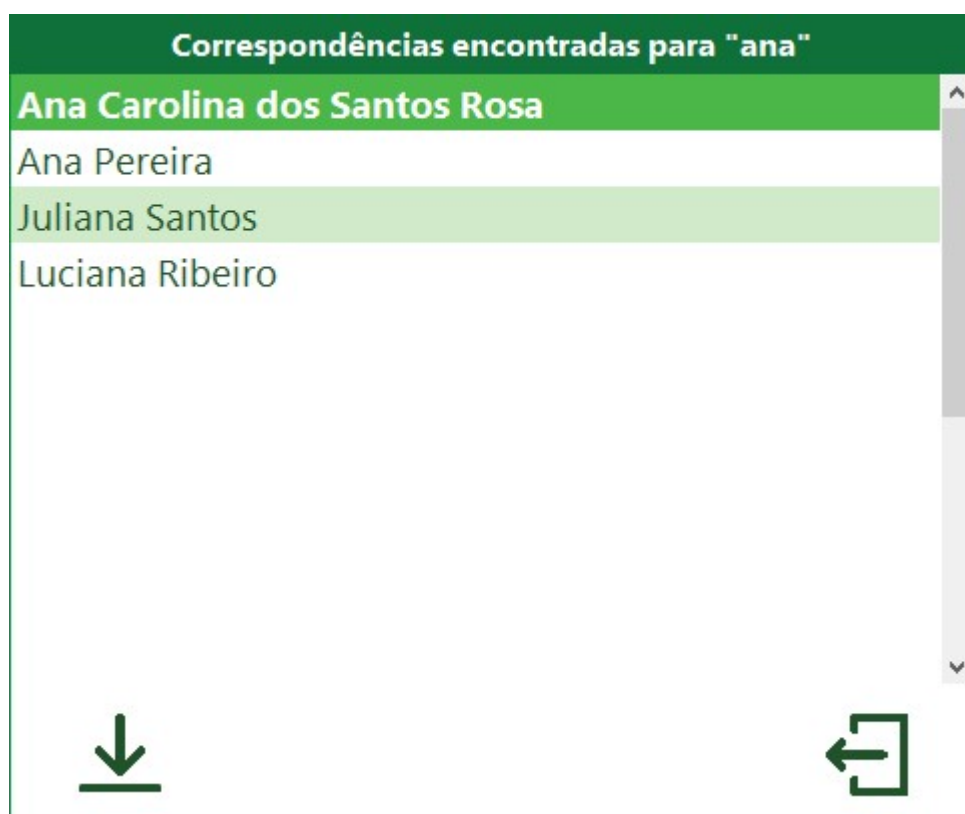 Correspondências encontradas para "ana"
Ana Carolina dos Santos Rosa
Ana Pereira
Juliana Santos
Luciana Ribeiro